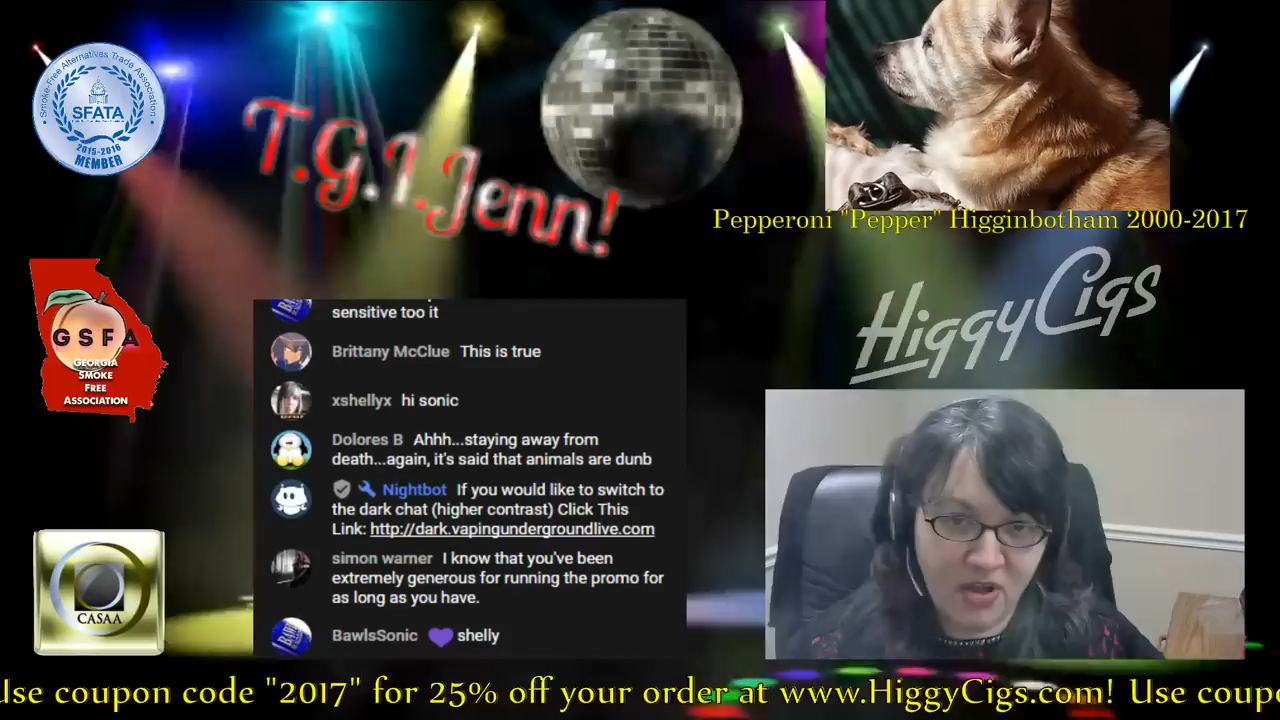 Smoke-Free Alternatives Trade Association
SFATA
2015-2016
MEMBER
T.G.I.Jenn!
Pepperoni "Pepper" Higginbotham 2000-2017
HiggyCigs
GSFA
GEORGIA
SMOKE
FREE
ASSOCIATION
CASAA
sensitive too it
Brittany McClue This is true
xshellyx hi sonic
Dolores B Ahhh...staying away from
death...again, it's said that animals are dunb
Nightbot If you would like to switch to
the dark chat (higher contrast) Click This
Link: http://dark.vapingundergroundlive.com
simon warner I know that you've been
extremely generous for running the promo for
as long as you have.
BawlsSonic 💜 shelly
Use coupon code "2017" for 25% off your order at www.HiggyCigs.com! Use coupo